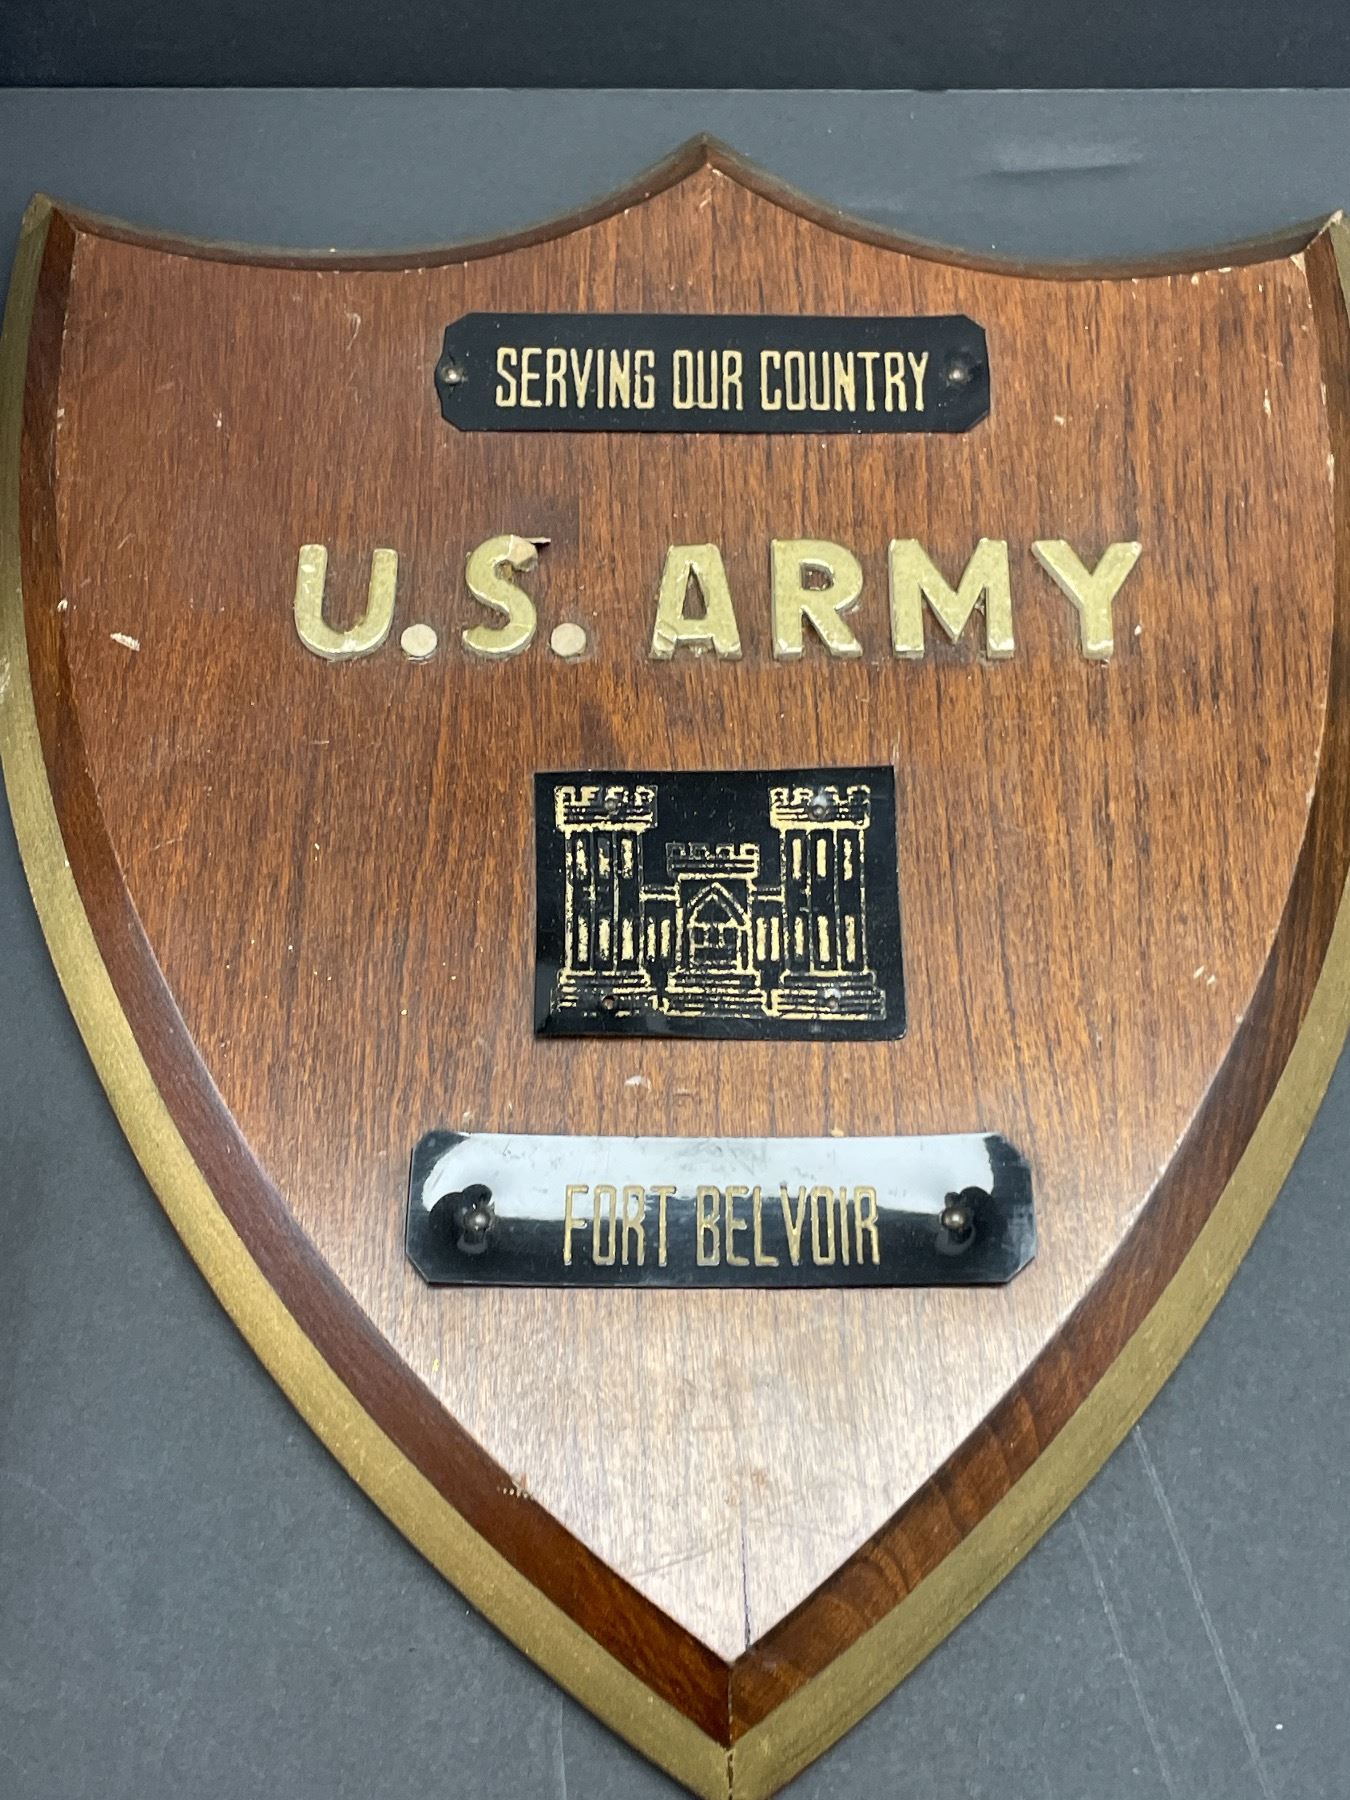 SERVING OUR COUNTRY
U.S. ARMY
FORT BELVOIR